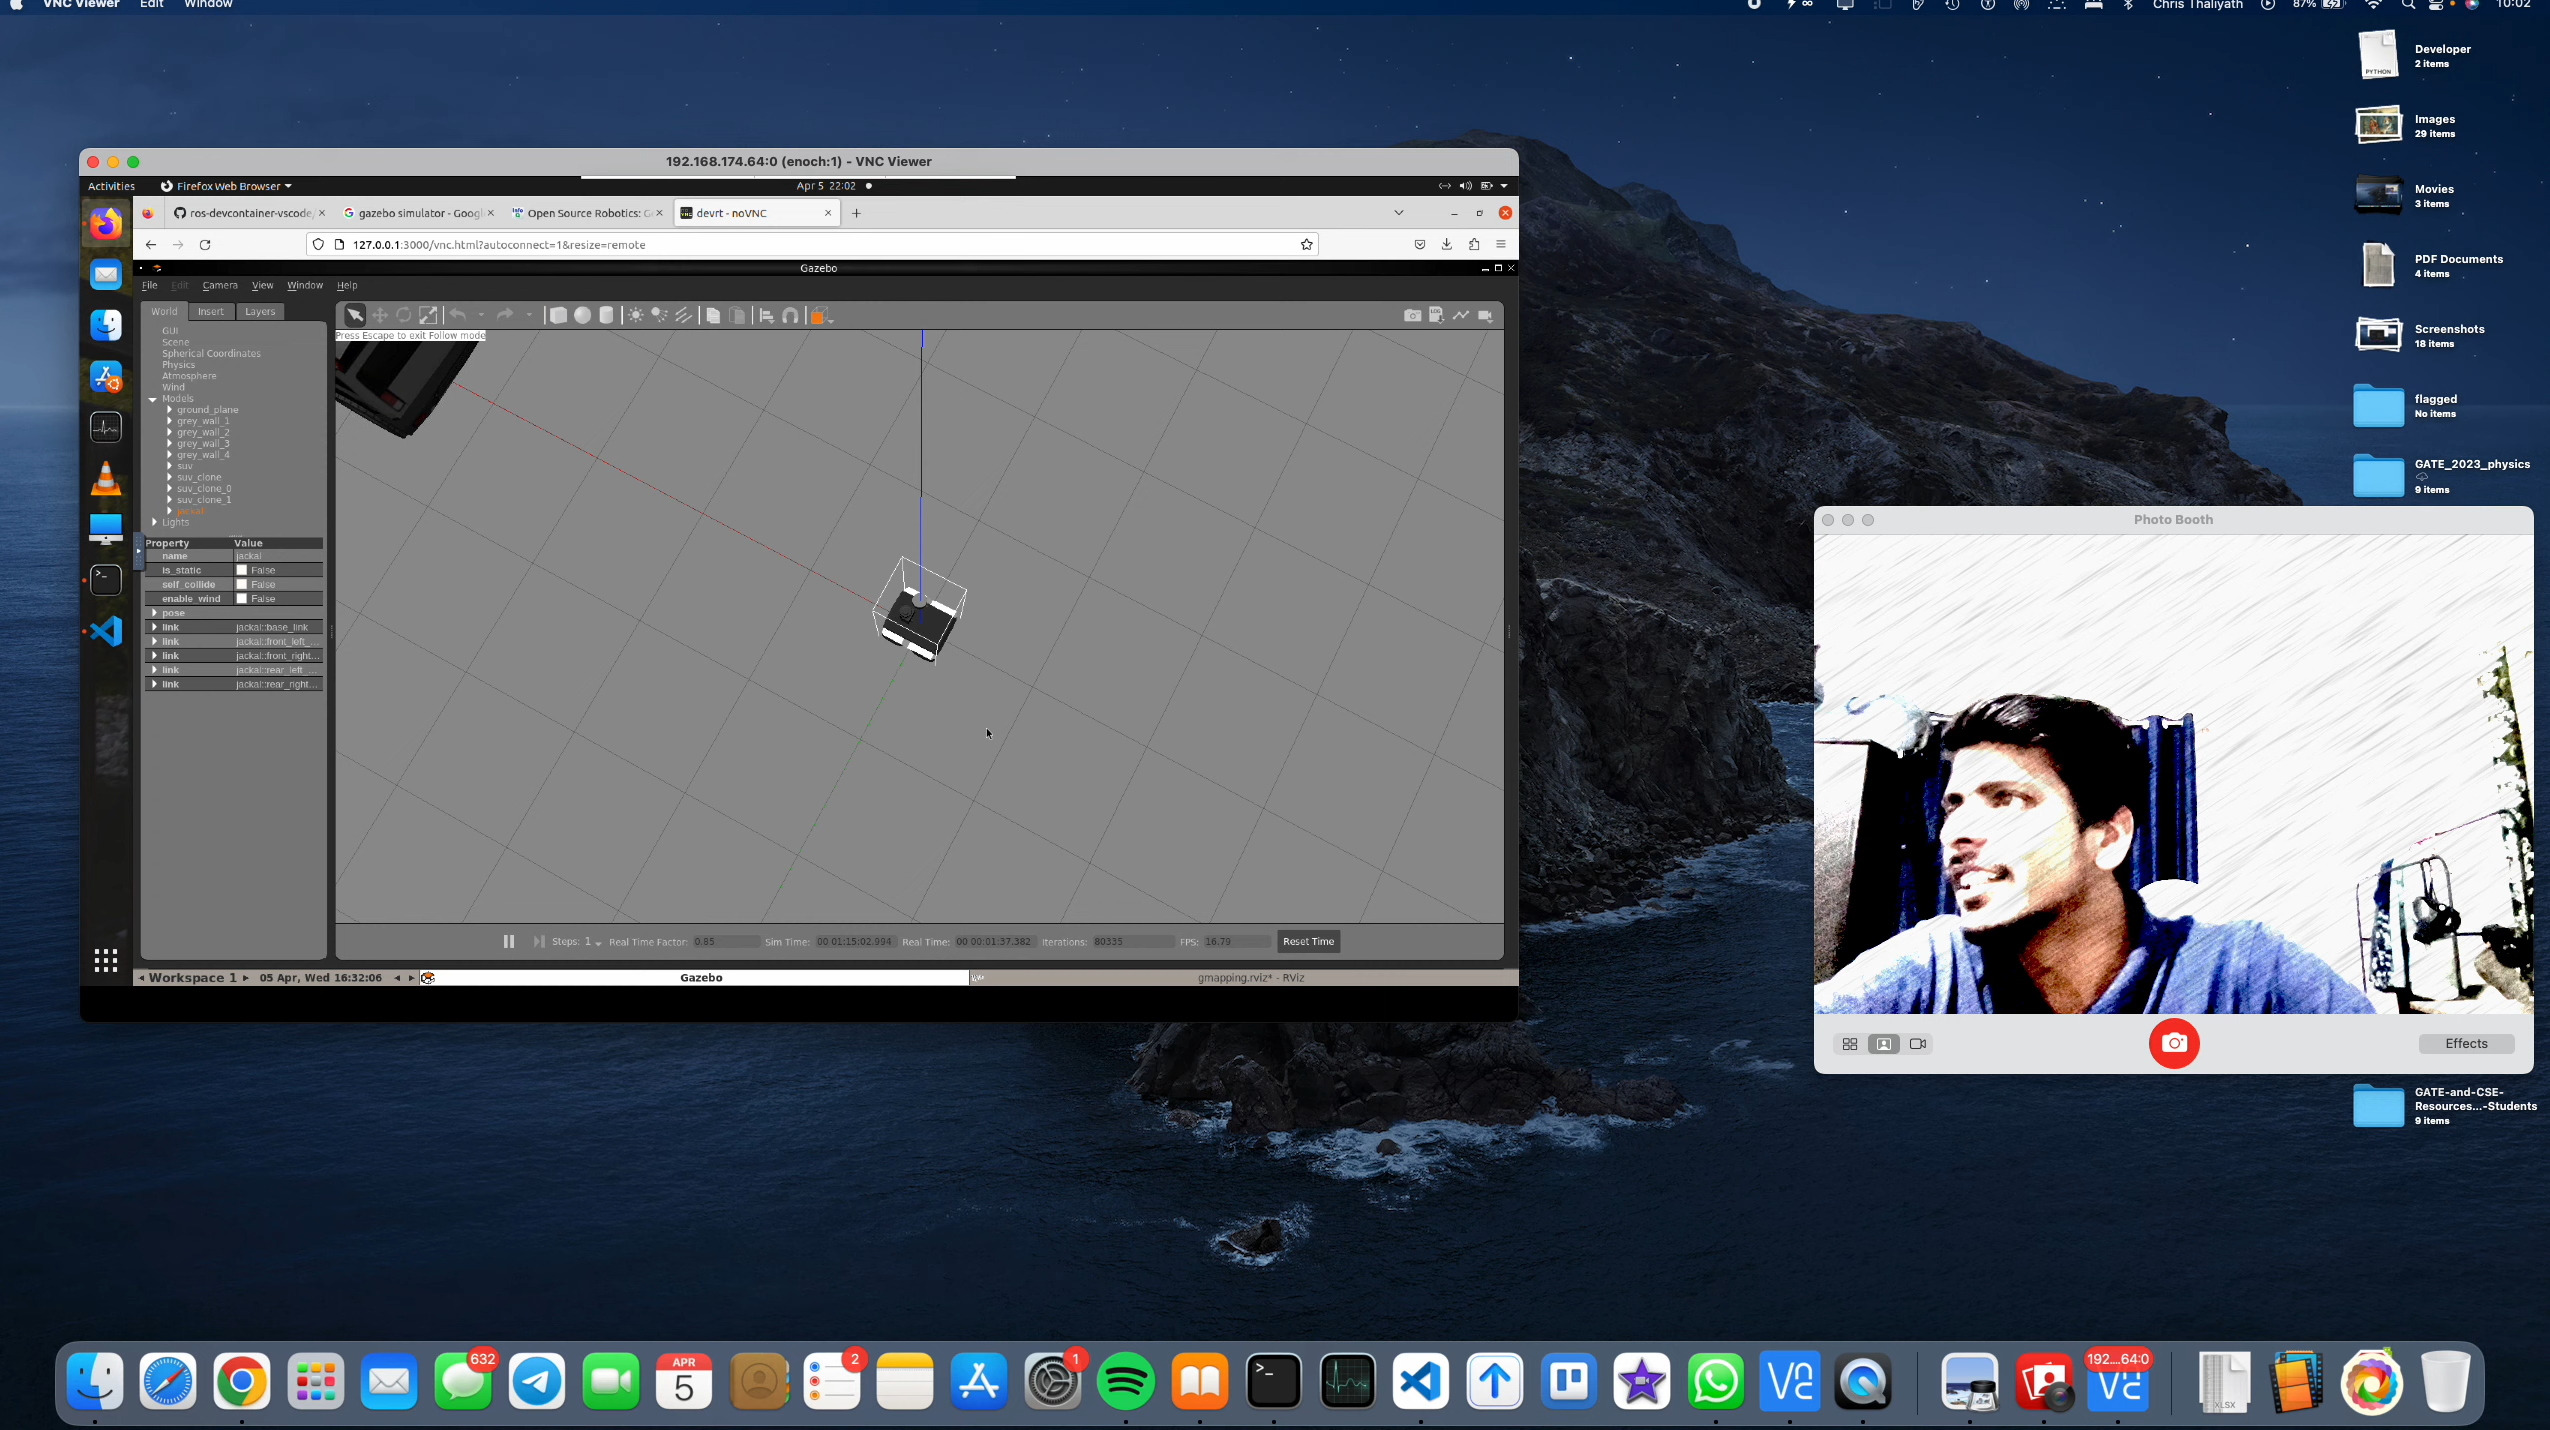 VNC Viewer Edit Window
Chris Thaliyath 87% 10:02
Developer
2 items
PYTHON
Images
29 items
Movies
3 items
PDF Documents
4 items
Screenshots
18 items
flagged
No items
GATE_2023_physics
9 items
192.168.174.64:0 (enoch:1) - VNC Viewer
Activities Firefox Web Browser Apr 5 22:02
ros-devcontainer-vscode/ gazebo simulator - Googl Open Source Robotics: G devrt - noVNC
127.0.0.1:3000/vnc.html?autoconnect=1&resize=remote
Gazebo
File Edit Camera View Window Help
World Insert Layers
LOG
Press Escape to exit Follow mode
GUI
Scene
Spherical Coordinates
Physics
Atmosphere
Wind
Models
ground_plane
grey_wall_1
grey_wall_2
grey_wall_3
grey_wall_4
suv
suv_clone
suv_clone_0
suv_clone_1
jackal
Lights
Property Value
name jackal
is_static False
self_collide False
enable_wind False
pose
link jackal::base_link
link jackal::front_left_...
link jackal::front_right...
link jackal::rear_left_...
link jackal::rear_right...
Steps: 1 Real Time Factor: 0.85 Sim Time: 00 01:15:02.994 Real Time: 00 00:01:37.382 Iterations: 80335 FPS: 16.79 Reset Time
Workspace 1 05 Apr, Wed 16:32:06 Gazebo gmapping.rviz* - RViz
Photo Booth
Effects
GATE-and-CSE-
Resources...-Students
9 items
632
APR
5
2
1
192....64:0
XLSX